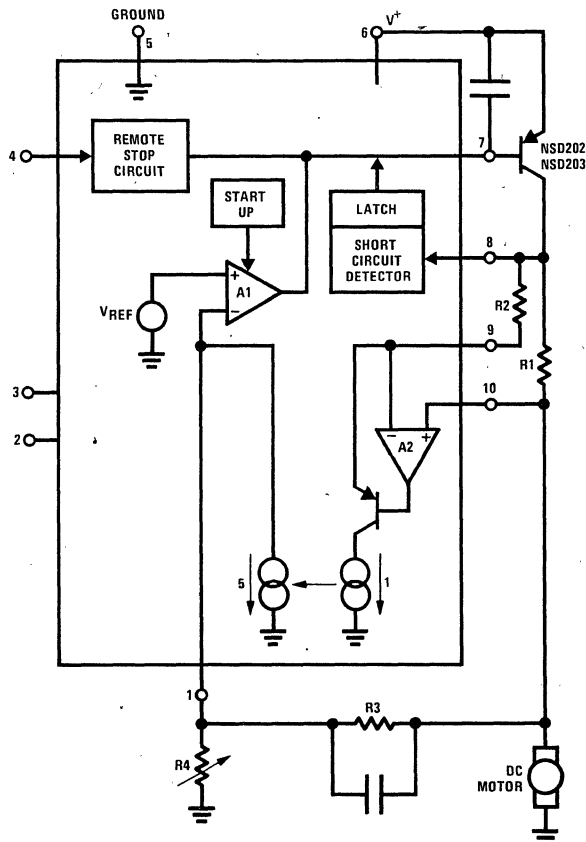 GROUND
5
6
V+
7
NSD202
NSD203
4
REMOTE
STOP
CIRCUIT
START
UP
LATCH
SHORT
CIRCUIT
DETECTOR
8
+
A1
−
VREF
R2
9
R1
3
10
2
−
+
A2
5
1
1
R3
R4
DC
MOTOR